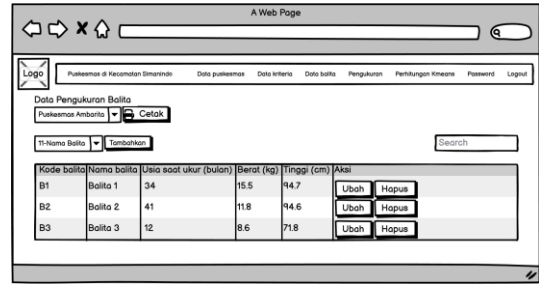 A Web Page
Logo
Puskesmas di Kecamatan Simanindo Data puskesmas Data kriteria Data balita Pengukuran Perhitungan Kmeans Password Logout
Data Pengukuran Balita
Puskesmas Ambarita Cetak
11-Nama Balita Tambahkan Search
Kode balita Nama balita Usia saat ukur (bulan) Berat (kg) Tinggi (cm) Aksi
B1 Balita 1 34 15.5 94.7 Ubah Hapus
B2 Balita 2 41 11.8 94.6 Ubah Hapus
B3 Balita 3 12 8.6 71.8 Ubah Hapus